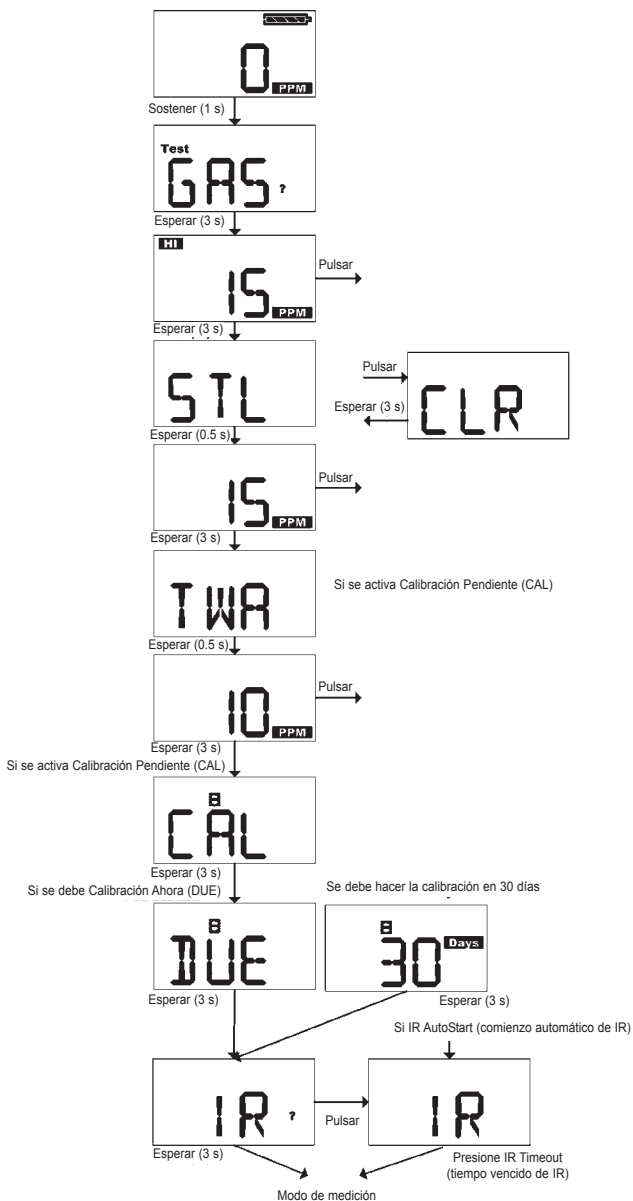 0 PPM
Sostener (1 s)
Test
GAS ?
Esperar (3 s)
HI
15 PPM
Pulsar
Esperar (3 s)
STL
Pulsar
Esperar (3 s)
CLR
Esperar (0.5 s)
15 PPM
Pulsar
Esperar (3 s)
TWA
Si se activa Calibración Pendiente (CAL)
Esperar (0.5 s)
10 PPM
Pulsar
Esperar (3 s)
Si se activa Calibración Pendiente (CAL)
CAL
Esperar (3 s)
Si se debe Calibración Ahora (DUE)
Se debe hacer la calibración en 30 días
DUE
30 Days
Esperar (3 s)
Esperar (3 s)
Si IR AutoStart (comienzo automático de IR)
IR ?
Pulsar
IR
Esperar (3 s)
Presione IR Timeout
(tiempo vencido de IR)
Modo de medición